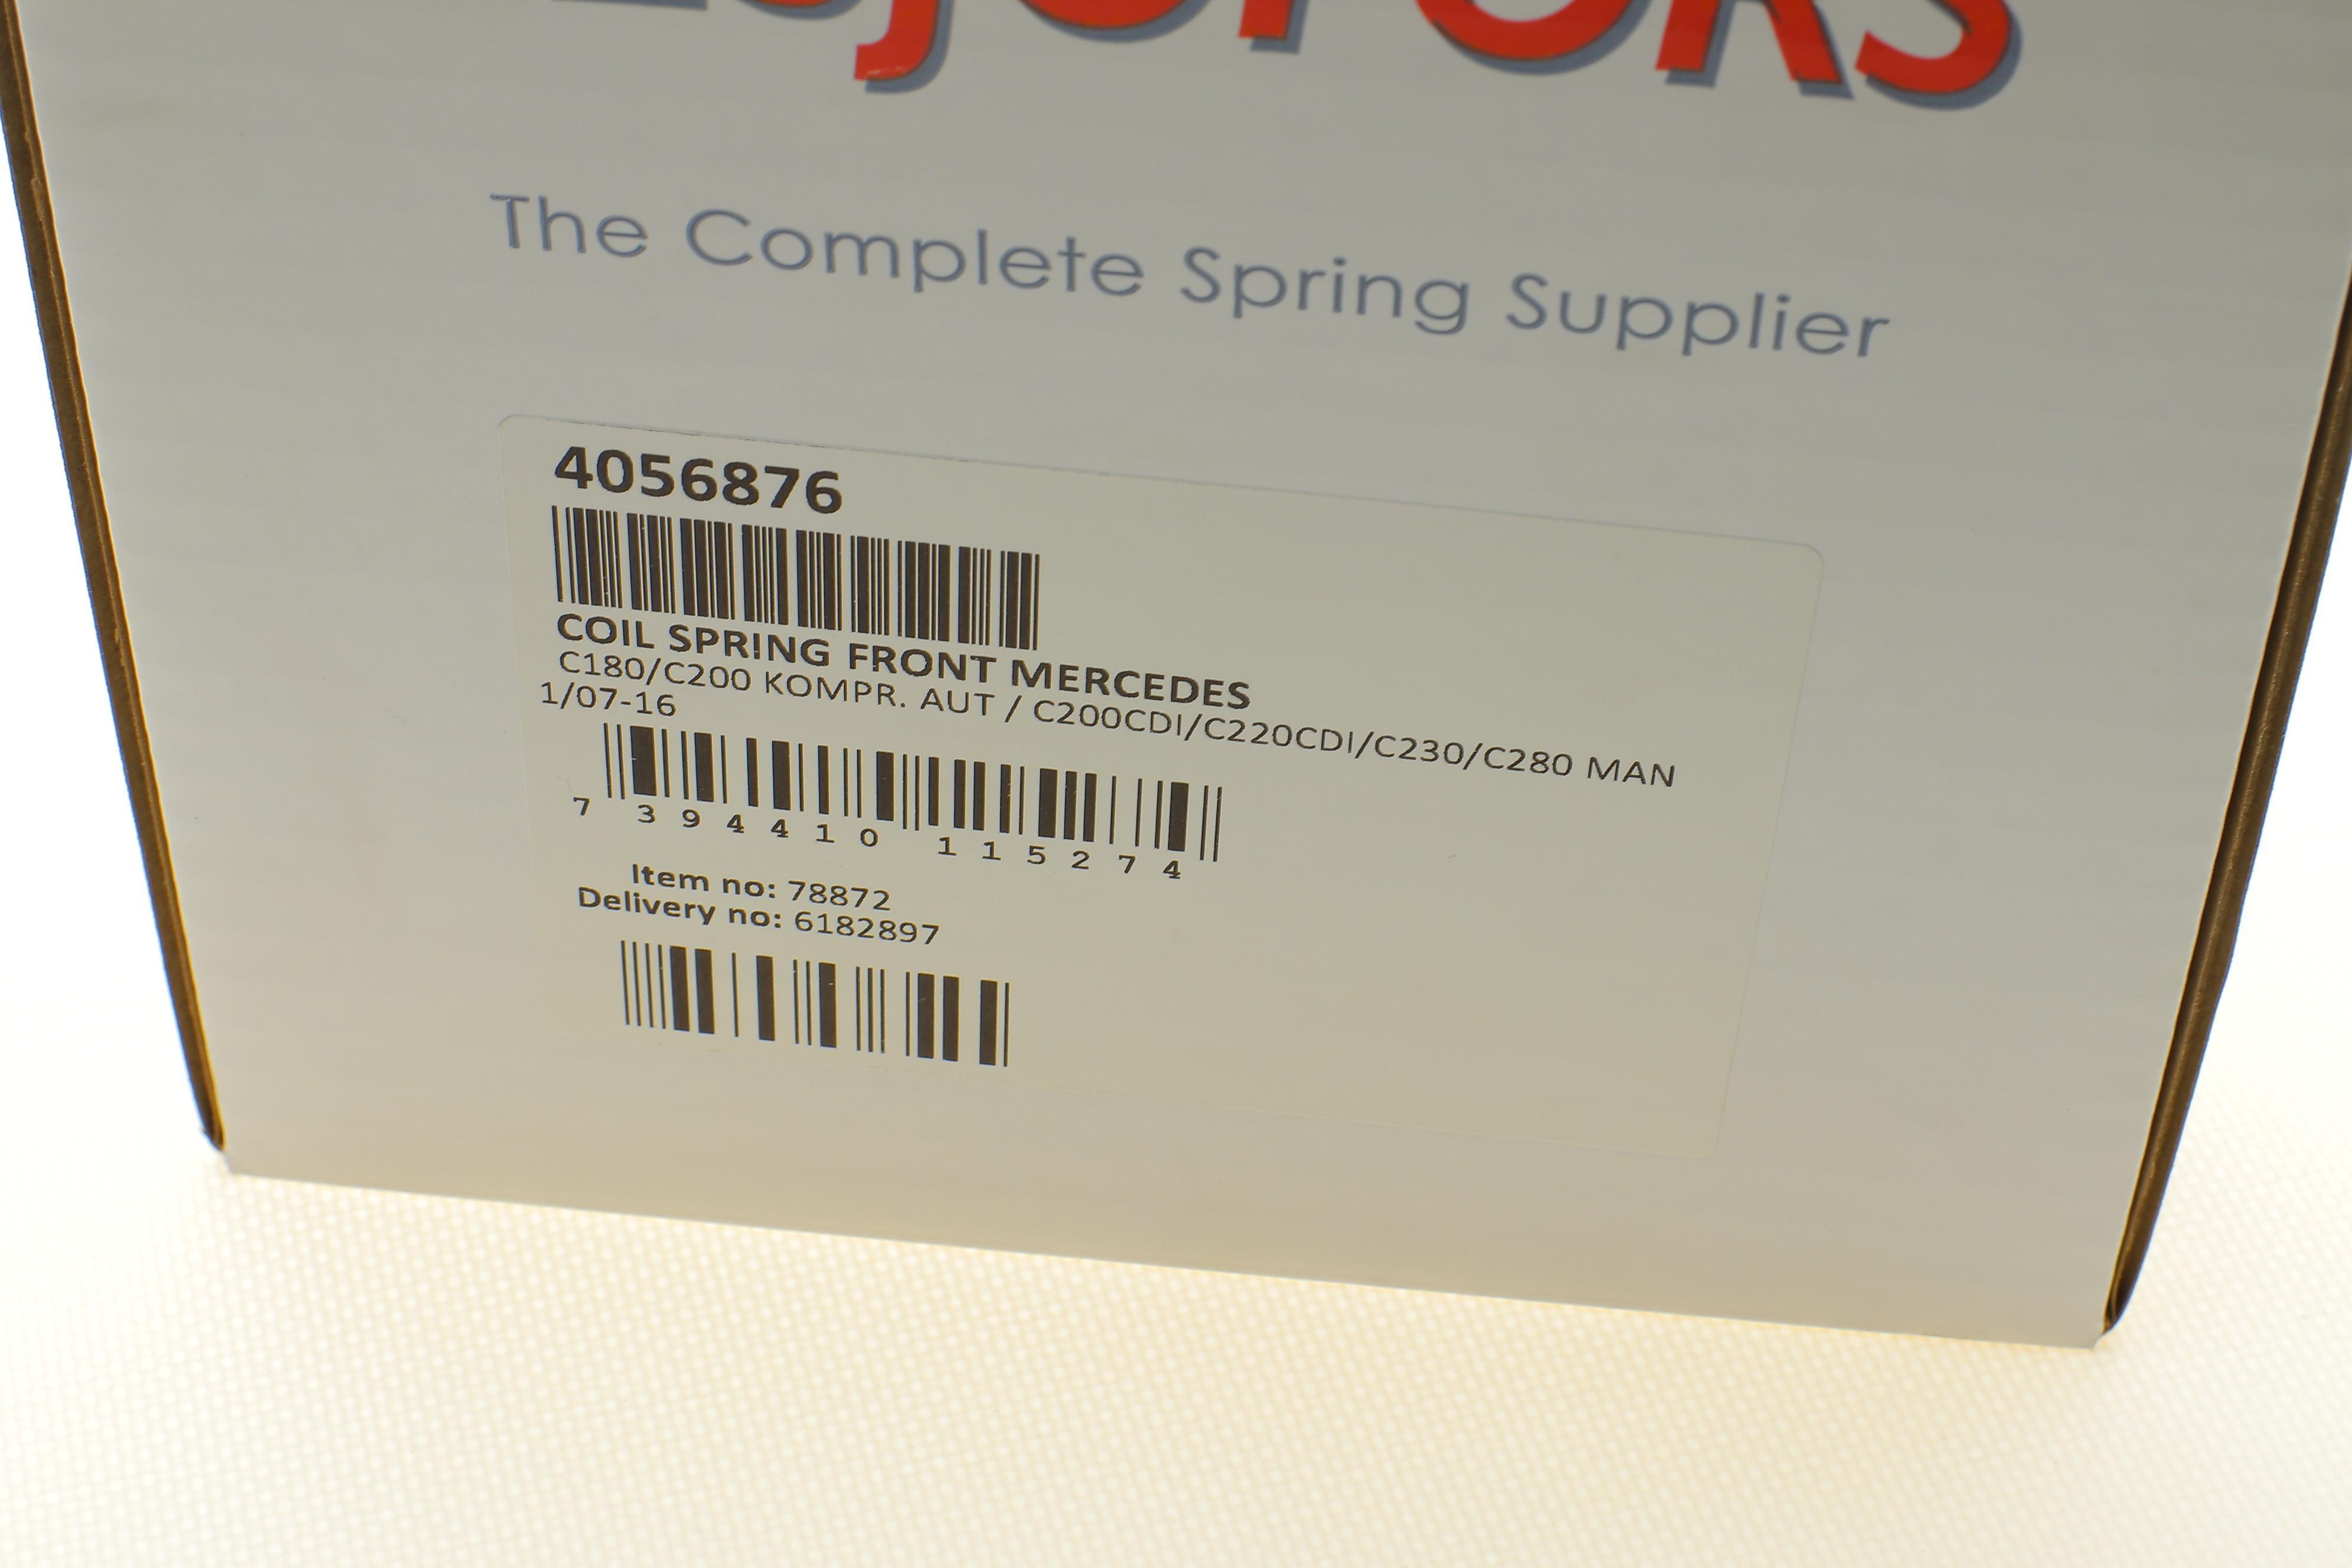 The Complete Spring Supplier
4056876
COIL SPRING FRONT MERCEDES
C180/C200 KOMPR. AUT / C200CDI/C220CDI/C230/C280 MAN
1/07-16
7 394410 115274
Item no: 78872
Delivery no: 6182897